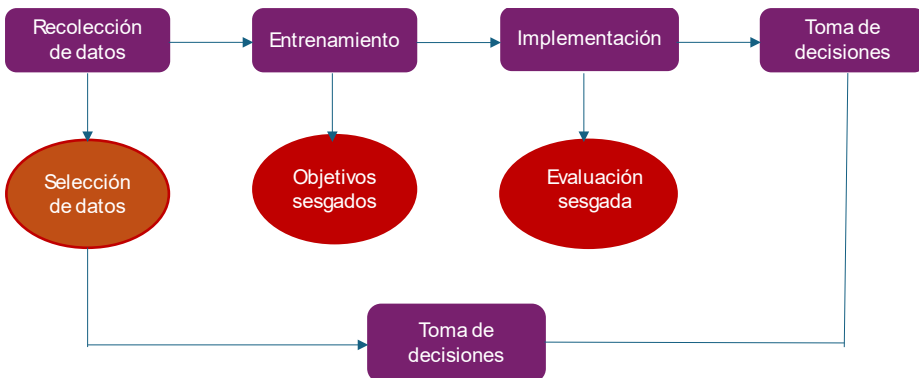 Recolección
de datos
Entrenamiento
Implementación
Toma de
decisiones
Selección
de datos
Objetivos
sesgados
Evaluación
sesgada
Toma de
decisiones